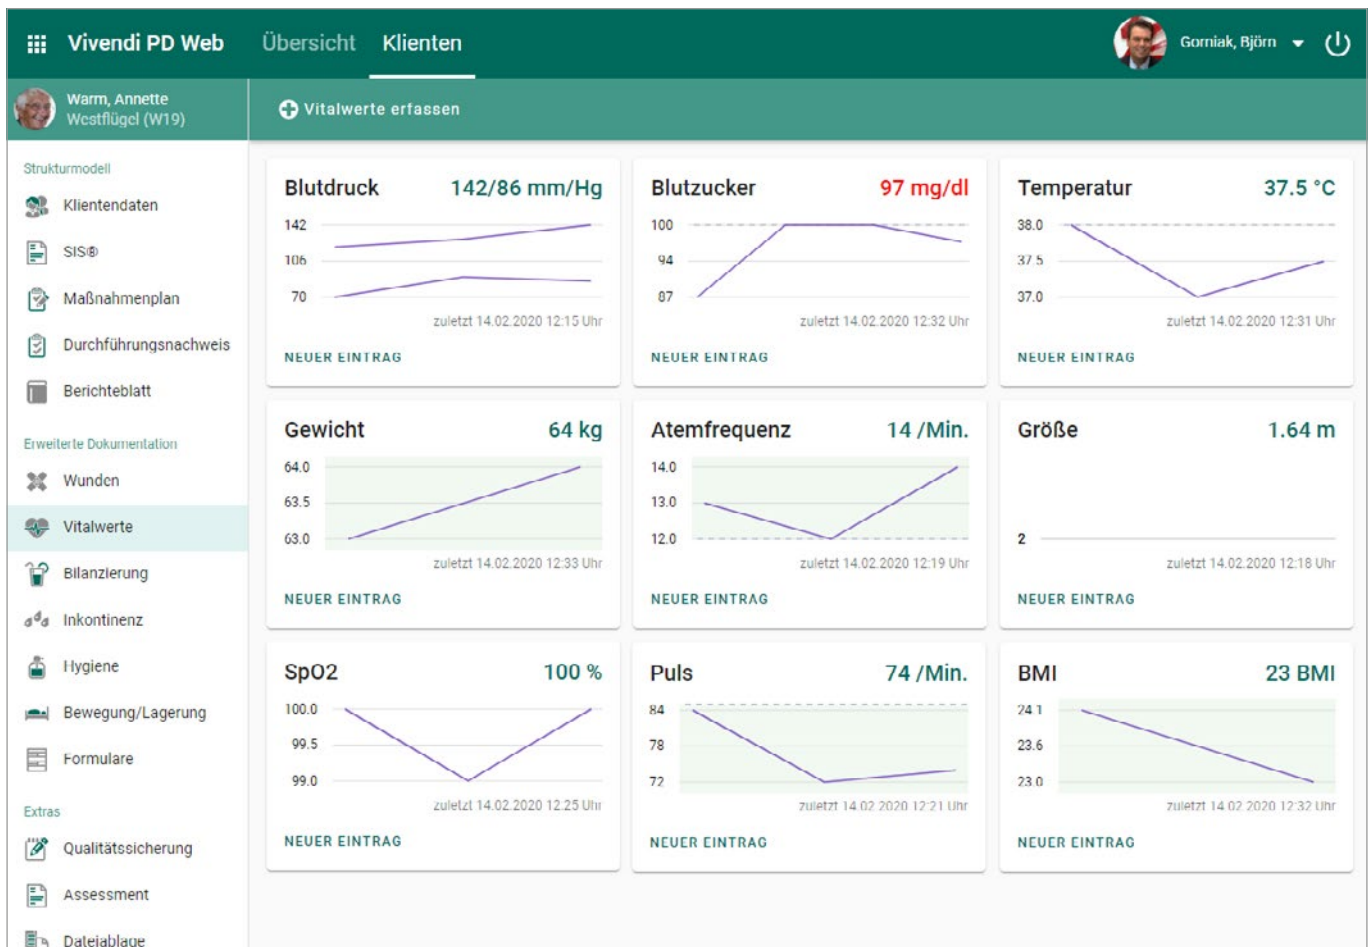 Vivendi PD Web
Übersicht
Klienten
Gorniak, Björn
Warm, Annette
Westflügel (W19)
Vitalwerte erfassen
Strukturmodell
Klientendaten
SIS®
Maßnahmenplan
Durchführungsnachweis
Berichteblatt
Erweiterte Dokumentation
Wunden
Vitalwerte
Bilanzierung
Inkontinenz
Hygiene
Bewegung/Lagerung
Formulare
Extras
Qualitätssicherung
Assessment
Dateiablage
Blutdruck 142/86 mm/Hg
142
106
70
zuletzt 14.02.2020 12:15 Uhr
NEUER EINTRAG
Blutzucker 97 mg/dl
100
94
87
zuletzt 14.02.2020 12:32 Uhr
NEUER EINTRAG
Temperatur 37.5 °C
38.0
37.5
37.0
zuletzt 14.02.2020 12:31 Uhr
NEUER EINTRAG
Gewicht 64 kg
64.0
63.5
63.0
zuletzt 14.02.2020 12:33 Uhr
NEUER EINTRAG
Atemfrequenz 14 /Min.
14.0
13.0
12.0
zuletzt 14.02.2020 12:19 Uhr
NEUER EINTRAG
Größe 1.64 m
2
zuletzt 14.02.2020 12:18 Uhr
NEUER EINTRAG
SpO2 100 %
100.0
99.5
99.0
zuletzt 14.02.2020 12:25 Uhr
NEUER EINTRAG
Puls 74 /Min.
84
78
72
zuletzt 14.02.2020 12:21 Uhr
NEUER EINTRAG
BMI 23 BMI
24.1
23.6
23.0
zuletzt 14.02.2020 12:32 Uhr
NEUER EINTRAG